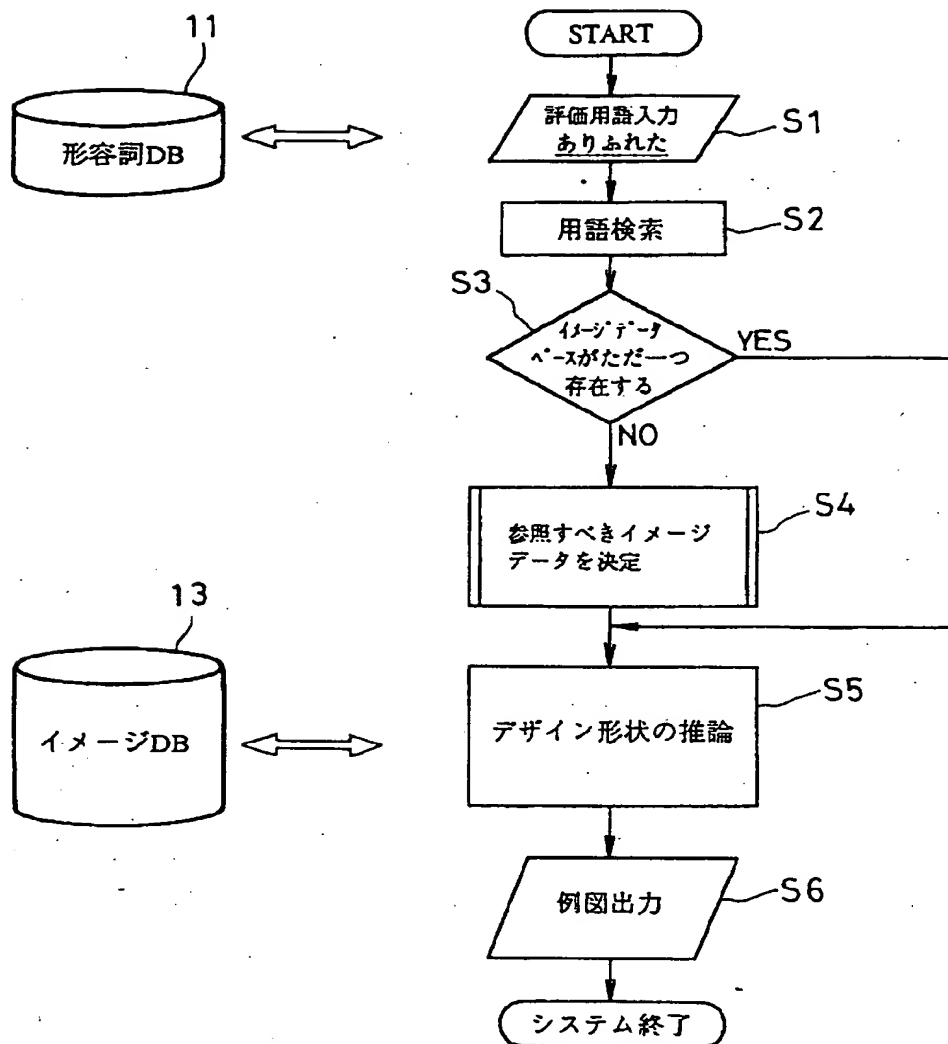 11
START
形容詞DB
評価用語入力
ありふれた
S1
用語検索
S2
S3
イメージデータ
ベースがただ一つ
存在する
YES
NO
参照すべきイメージ
データを決定
S4
13
イメージDB
デザイン形状の推論
S5
例図出力
S6
システム終了